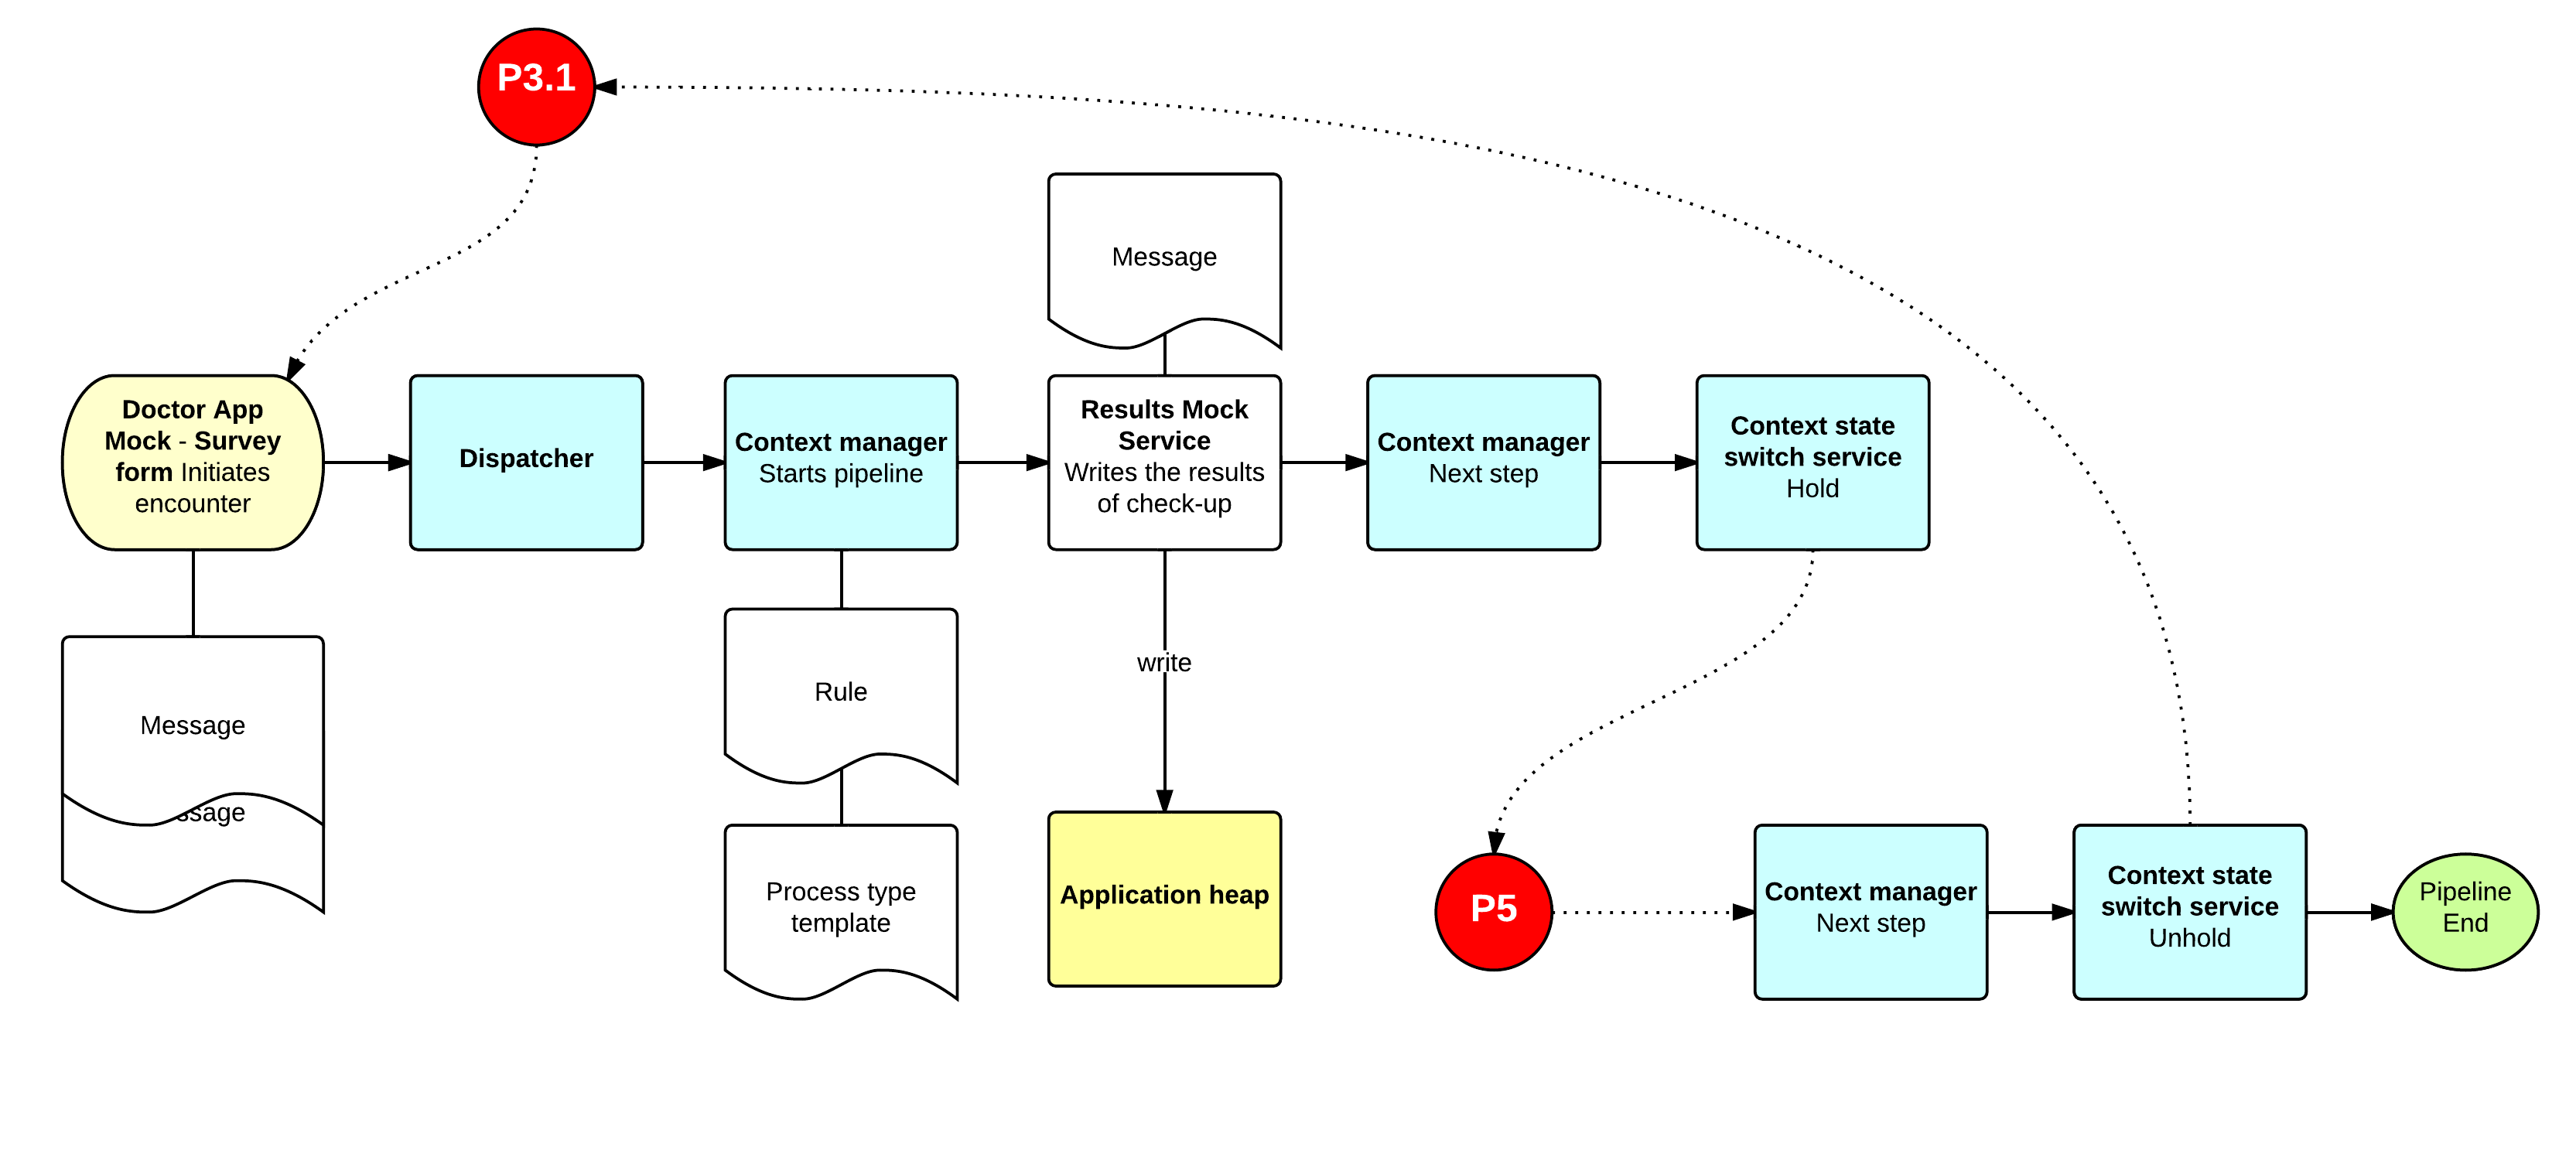 P3.1
Message
Doctor App
Mock - Survey
form Initiates
encounter
Dispatcher
Context manager
Starts pipeline
Results Mock
Service
Writes the results
of check-up
Context manager
Next step
Context state
switch service
Hold
write
Rule
Message
Process type
template
Application heap
P5
Context manager
Next step
Context state
switch service
Unhold
Pipeline
End